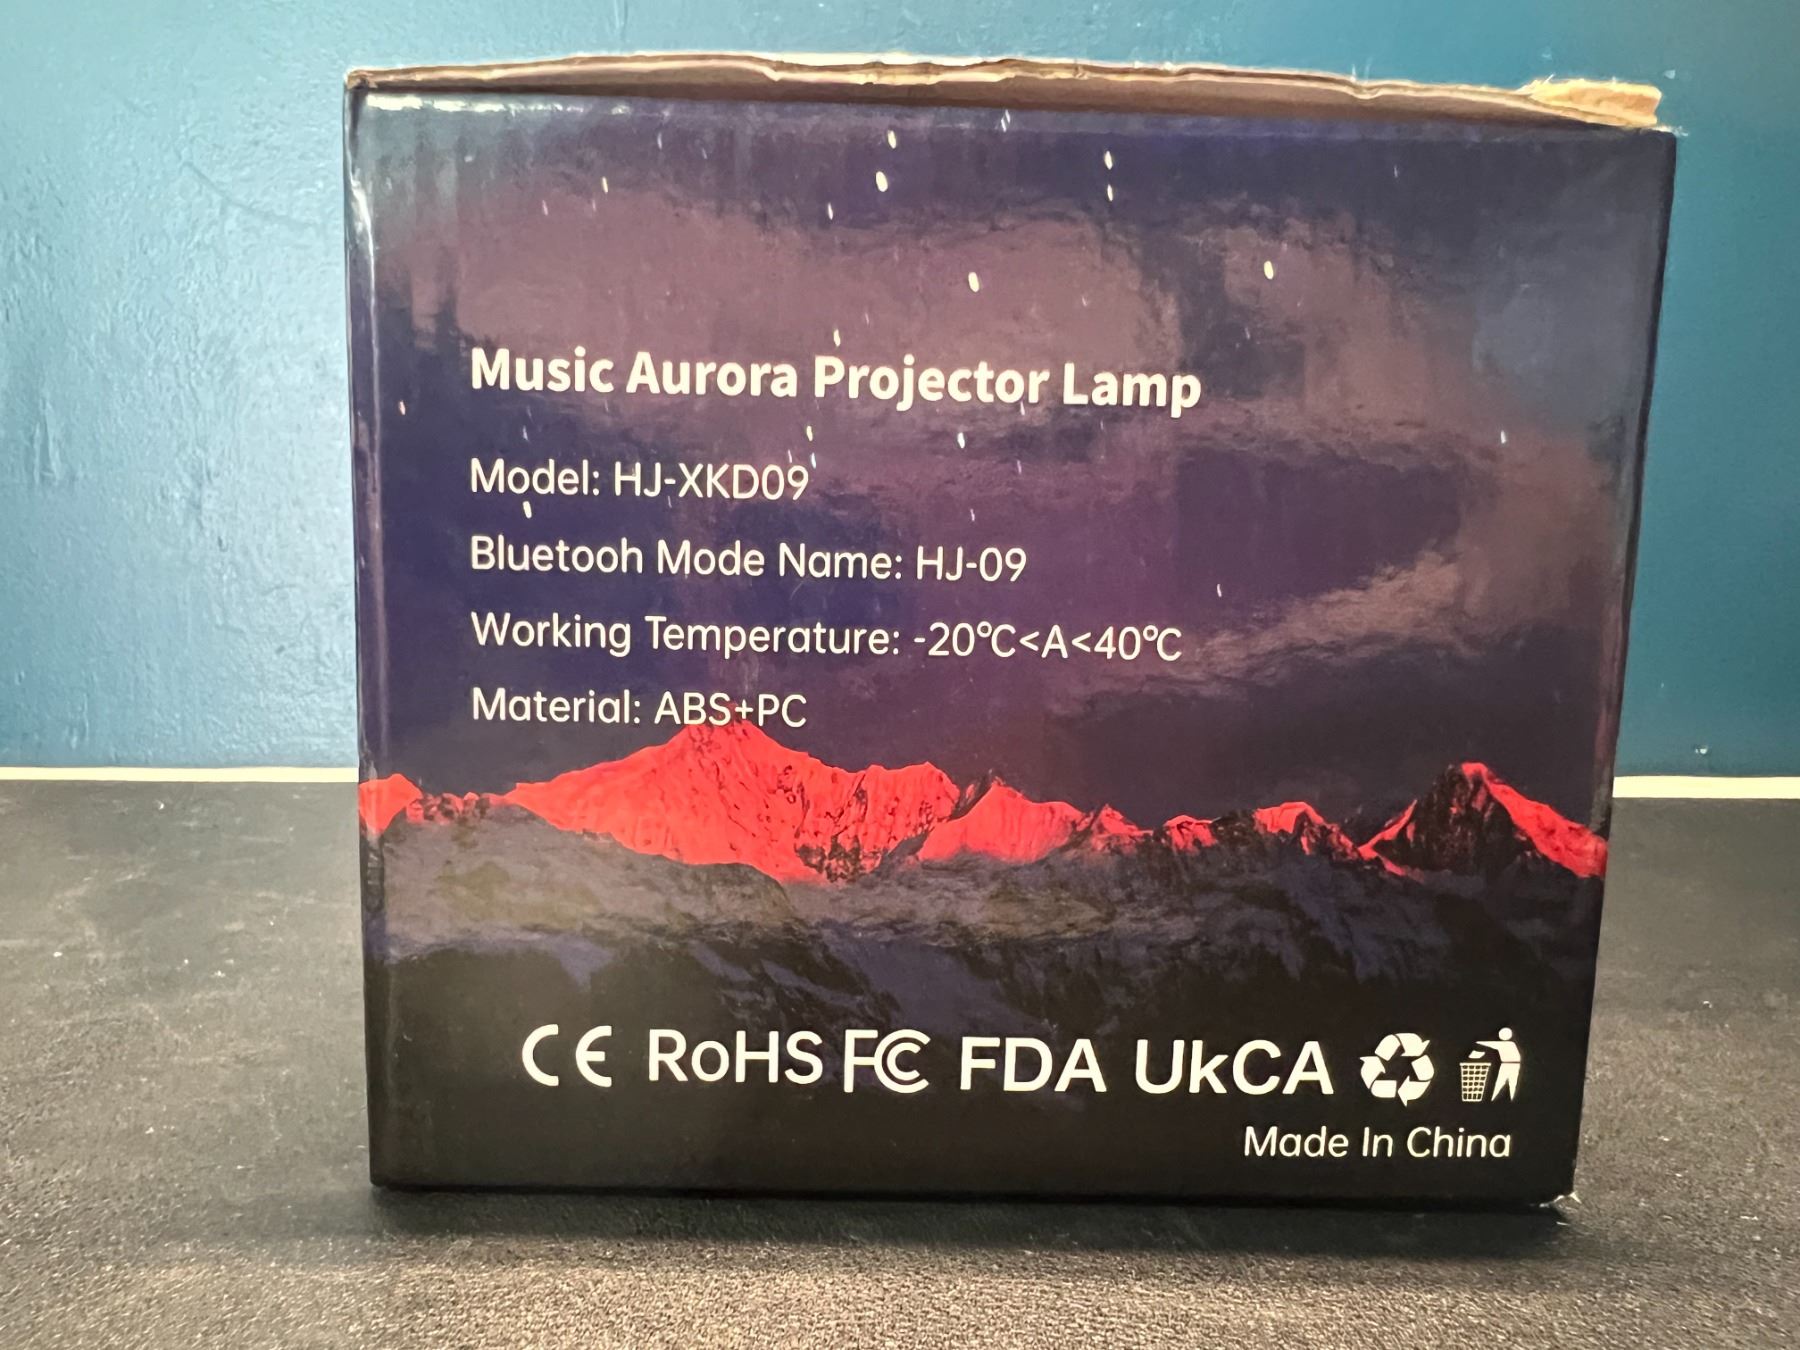 Music Aurora Projector Lamp
Model: HJ-XKD09
Bluetooh Mode Name: HJ-09
Working Temperature: -20℃<A<40℃
Material: ABS+PC
CE RoHS FC FDA UkCA
Made In China